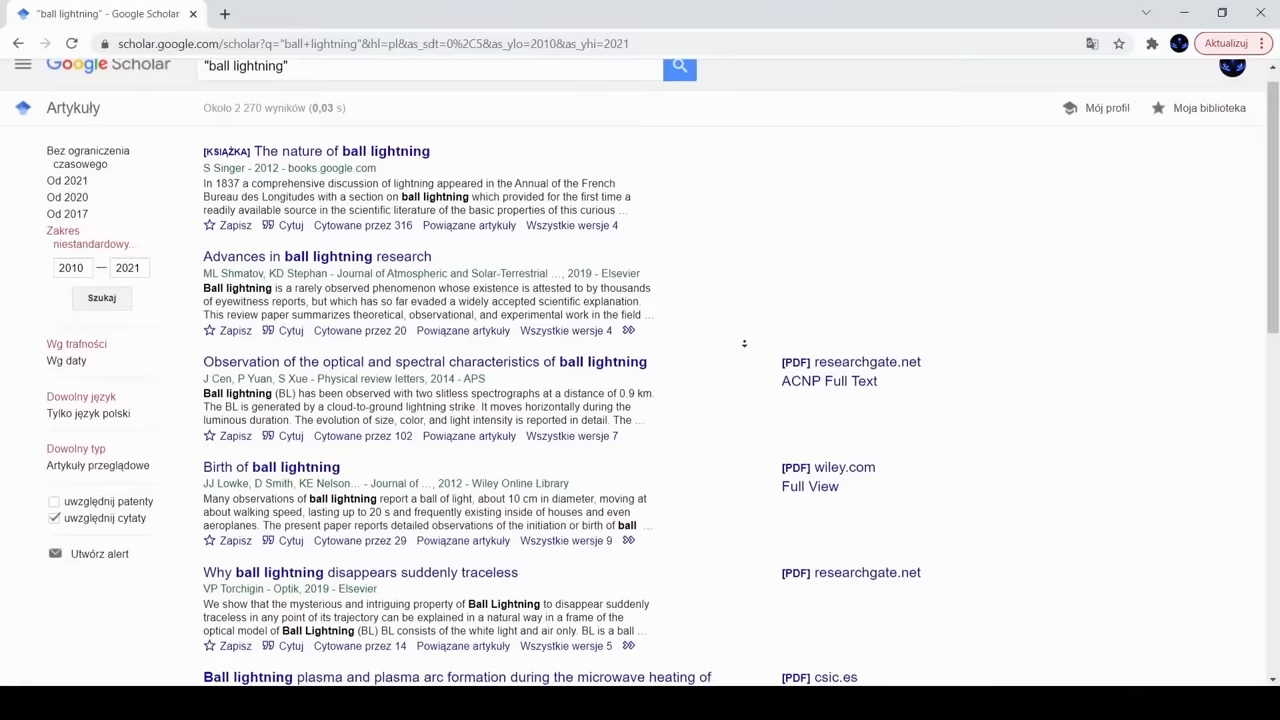 "ball lightning" - Google Scholar
scholar.google.com/scholar?q="ball+lightning"&hl=pl&as_sdt=0%2C5&as_ylo=2010&as_yhi=2021
Aktualizuj
Google Scholar
"ball lightning"
Artykuły
Około 2 270 wyników (0,03 s)
Mój profil
Moja biblioteka
Bez ograniczenia
czasowego
Od 2021
Od 2020
Od 2017
Zakres
niestandardowy...
2010 — 2021
Szukaj
Wg trafności
Wg daty
Dowolny język
Tylko język polski
Dowolny typ
Artykuły przeglądowe
uwzględnij patenty
uwzględnij cytaty
Utwórz alert
[KSIĄŻKA] The nature of ball lightning
S Singer - 2012 - books.google.com
In 1837 a comprehensive discussion of lightning appeared in the Annual of the French
Bureau des Longitudes with a section on ball lightning which provided for the first time a
readily available source in the scientific literature of the basic properties of this curious ...
Zapisz Cytuj Cytowane przez 316 Powiązane artykuły Wszystkie wersje 4
Advances in ball lightning research
ML Shmatov, KD Stephan - Journal of Atmospheric and Solar-Terrestrial ..., 2019 - Elsevier
Ball lightning is a rarely observed phenomenon whose existence is attested to by thousands
of eyewitness reports, but which has so far evaded a widely accepted scientific explanation.
This review paper summarizes theoretical, observational, and experimental work in the field ...
Zapisz Cytuj Cytowane przez 20 Powiązane artykuły Wszystkie wersje 4
Observation of the optical and spectral characteristics of ball lightning
J Cen, P Yuan, S Xue - Physical review letters, 2014 - APS
Ball lightning (BL) has been observed with two slitless spectrographs at a distance of 0.9 km.
The BL is generated by a cloud-to-ground lightning strike. It moves horizontally during the
luminous duration. The evolution of size, color, and light intensity is reported in detail. The ...
Zapisz Cytuj Cytowane przez 102 Powiązane artykuły Wszystkie wersje 7
[PDF] researchgate.net
ACNP Full Text
Birth of ball lightning
JJ Lowke, D Smith, KE Nelson... - Journal of ..., 2012 - Wiley Online Library
Many observations of ball lightning report a ball of light, about 10 cm in diameter, moving at
about walking speed, lasting up to 20 s and frequently existing inside of houses and even
aeroplanes. The present paper reports detailed observations of the initiation or birth of ball ...
Zapisz Cytuj Cytowane przez 29 Powiązane artykuły Wszystkie wersje 9
[PDF] wiley.com
Full View
Why ball lightning disappears suddenly traceless
VP Torchigin - Optik, 2019 - Elsevier
We show that the mysterious and intriguing property of Ball Lightning to disappear suddenly
traceless in any point of its trajectory can be explained in a natural way in a frame of the
optical model of Ball Lightning (BL) BL consists of the white light and air only. BL is a ball ...
Zapisz Cytuj Cytowane przez 14 Powiązane artykuły Wszystkie wersje 5
[PDF] researchgate.net
Ball lightning plasma and plasma arc formation during the microwave heating of
[PDF] csic.es